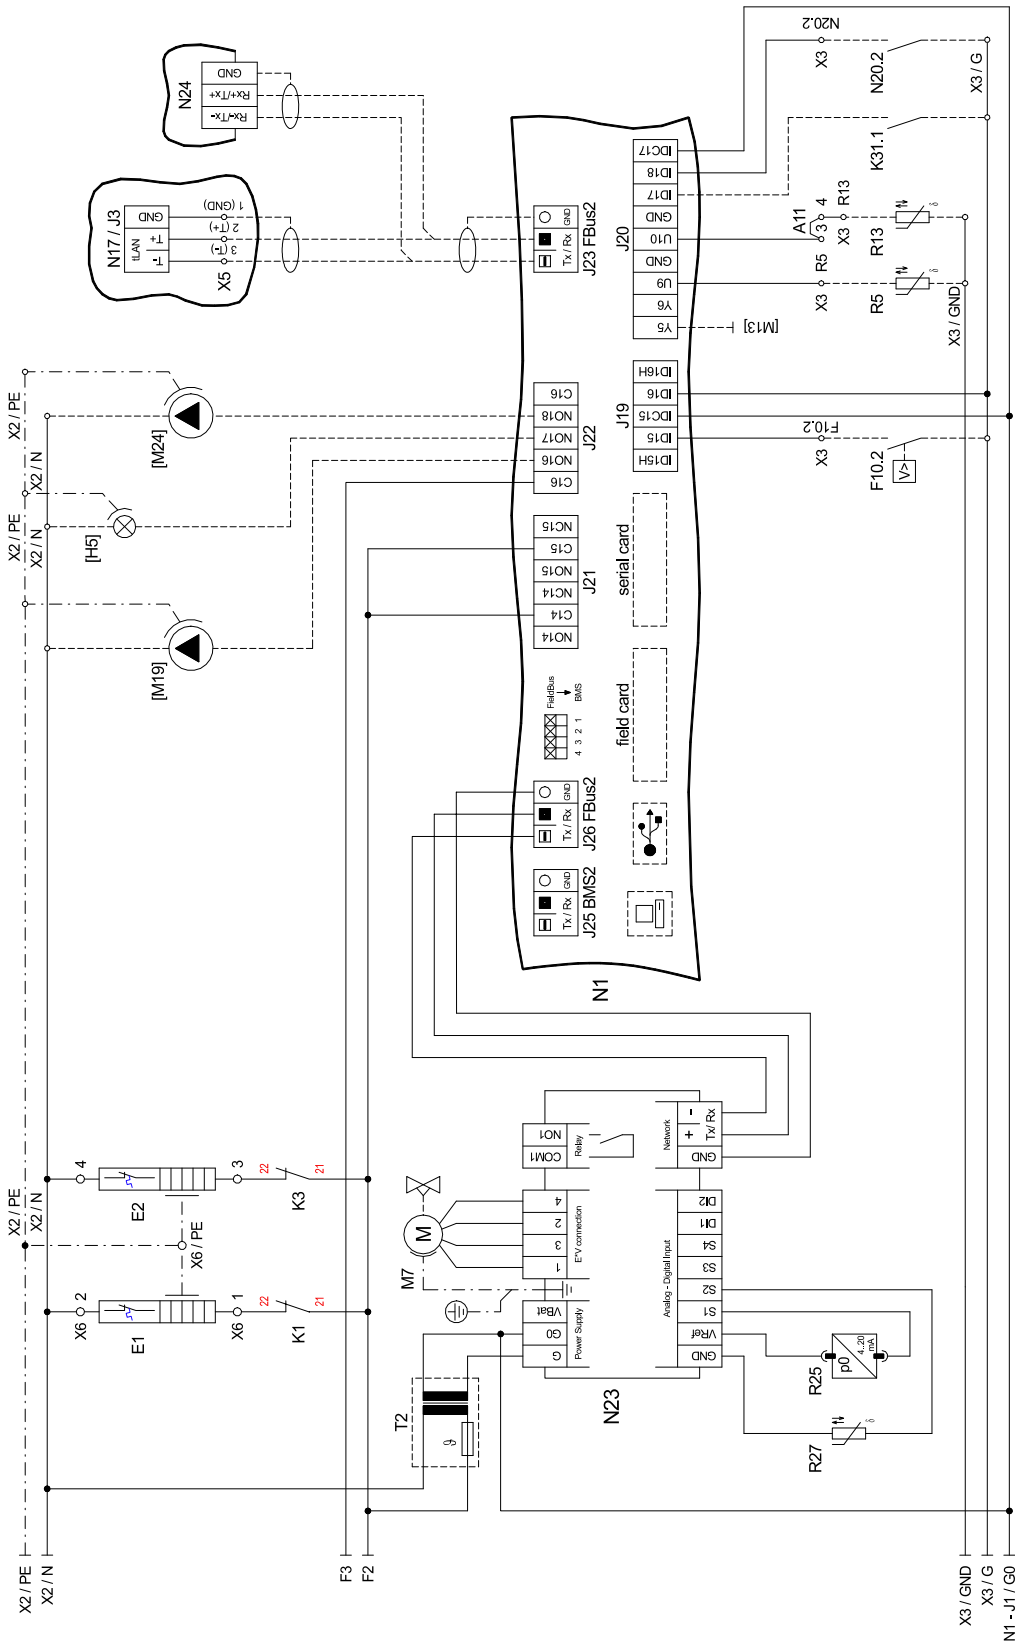 X2 / PE
X2 / N
F3
F2
X3 / GND
X3 / G
N1 - J1 / G0
X2 / PE
X2 / N
X6
2
E1
X6
1
22
21
K1
4
E2
3
22
21
K3
X6 / PE
T2
ϑ
M7
M
N23
G
G0
VBat
Power Supply
1
3
2
4
E*V connection
COM1
NO1
Relay
GND
VRef
S1
S2
S3
S4
DI1
DI2
Analog - Digital Input
GND
+
-
Tx/ Rx
Network
R27
δ
R25
p0
4..20
mA
N1
J25 BMS2
Tx / Rx
GND
J26 FBus2
Tx / Rx
GND
4 3 2 1
FieldBus
BMS
field card
serial card
J21
NO14
C14
NC14
NO15
C15
NC15
J22
C16
NO16
NO17
NO18
C16
J23 FBus2
Tx / Rx
GND
J19
ID15H
ID15
IDC15
ID16
ID16H
J20
Y5
Y6
U9
GND
U10
GND
ID17
ID18
IDC17
[M19]
X2 / PE
X2 / N
[H5]
X2 / PE
X2 / N
[M24]
N17 / J3
tLAN
T-
T+
GND
3 (T-)
2 (T+)
1 (GND)
X5
N24
Rx-/Tx-
Rx+/Tx+
GND
[M13]
X3
F10.2
F10.2
V>
X3
R5
R5
δ
X3 / GND
A11
3
4
X3
R13
R13
δ
K31.1
X3
N20.2
N20.2
X3 / G